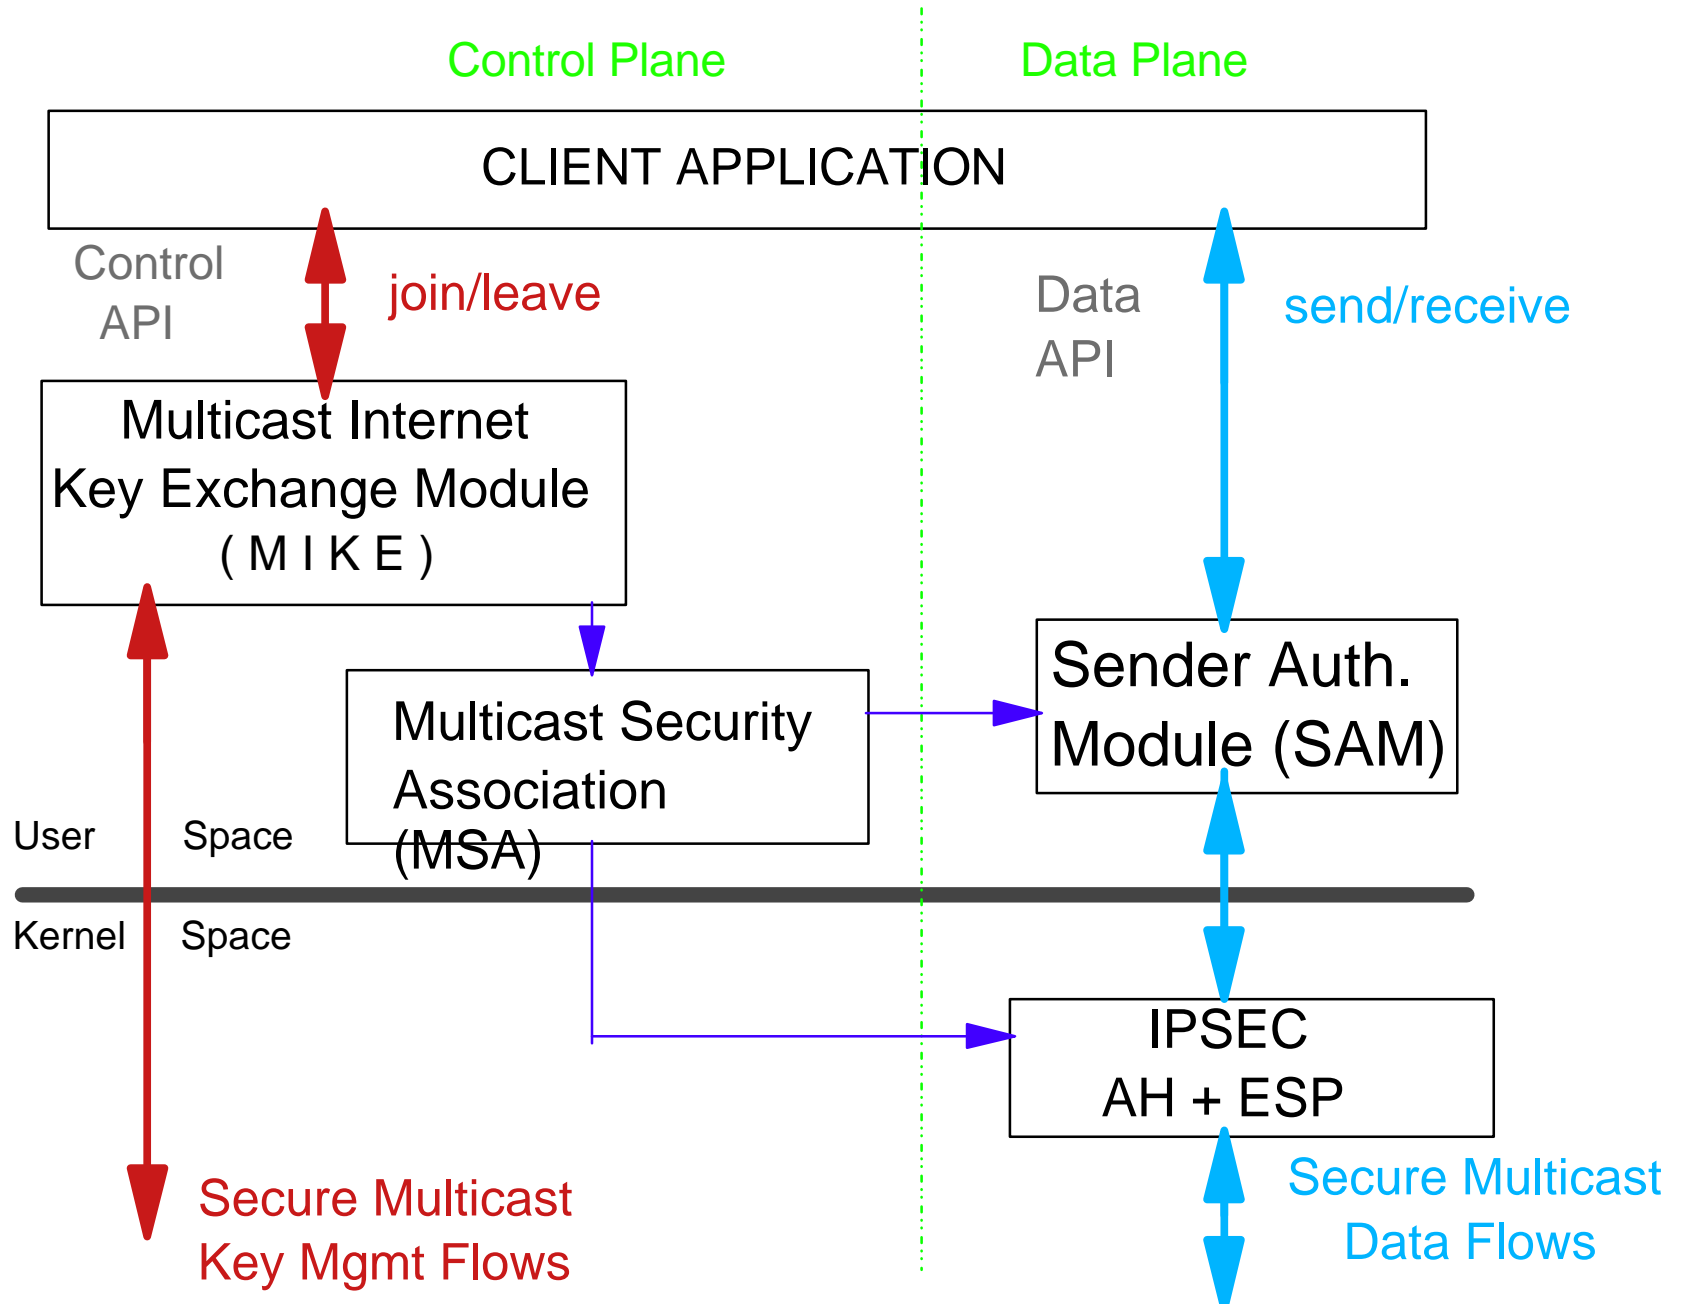 Control Plane
Data Plane
CLIENT APPLICATION
Control
API
join/leave
Data
API
send/receive
Multicast Internet
Key Exchange Module
( M I K E )
Sender Auth.
Module (SAM)
Multicast Security
Association
(MSA)
User Space
Kernel Space
IPSEC
AH + ESP
Secure Multicast
Key Mgmt Flows
Secure Multicast
Data Flows